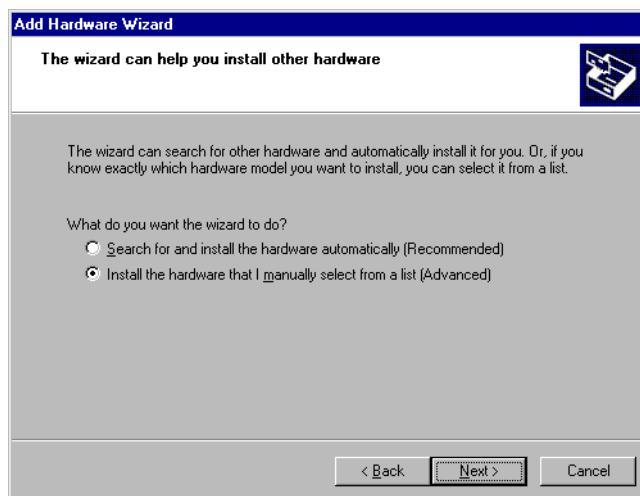 Add Hardware Wizard
The wizard can help you install other hardware
The wizard can search for other hardware and automatically install it for you. Or, if you
know exactly which hardware model you want to install, you can select it from a list.
What do you want the wizard to do?
Search for and install the hardware automatically (Recommended)
Install the hardware that I manually select from a list (Advanced)
< Back Next > Cancel